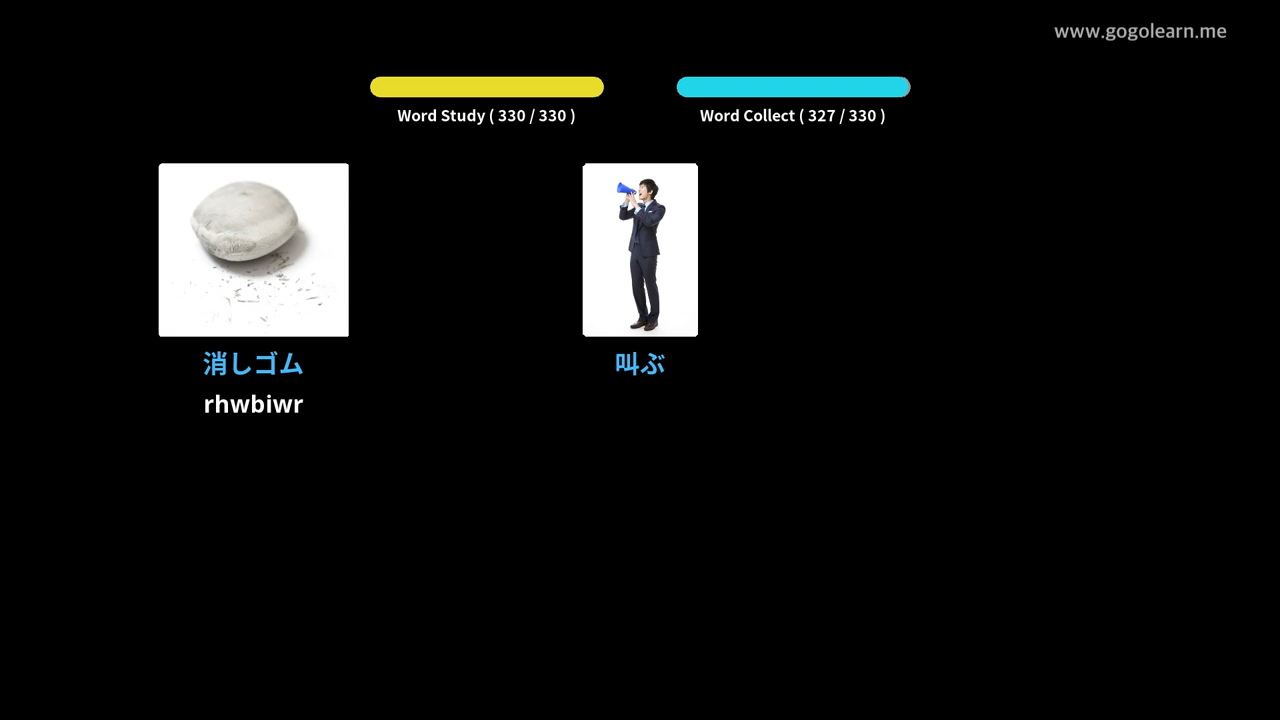 www.gogolearn.me
Word Study ( 330 / 330 )
Word Collect ( 327 / 330 )
消しゴム
叫ぶ
rhwbiwr